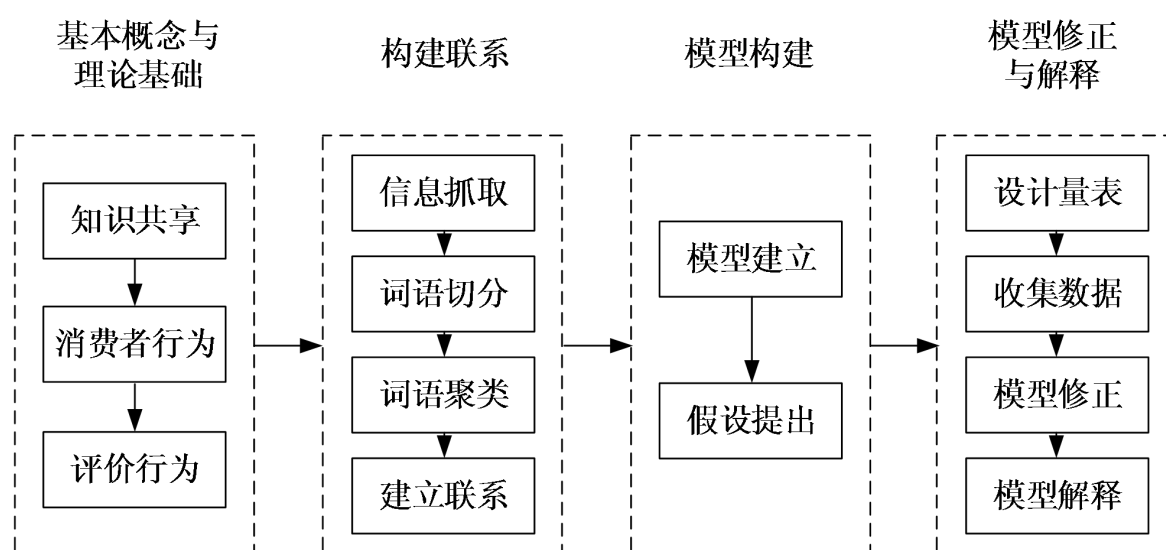 基本概念与
理论基础
知识共享
消费者行为
评价行为
构建联系
信息抓取
词语切分
词语聚类
建立联系
模型构建
模型建立
假设提出
模型修正
与解释
设计量表
收集数据
模型修正
模型解释